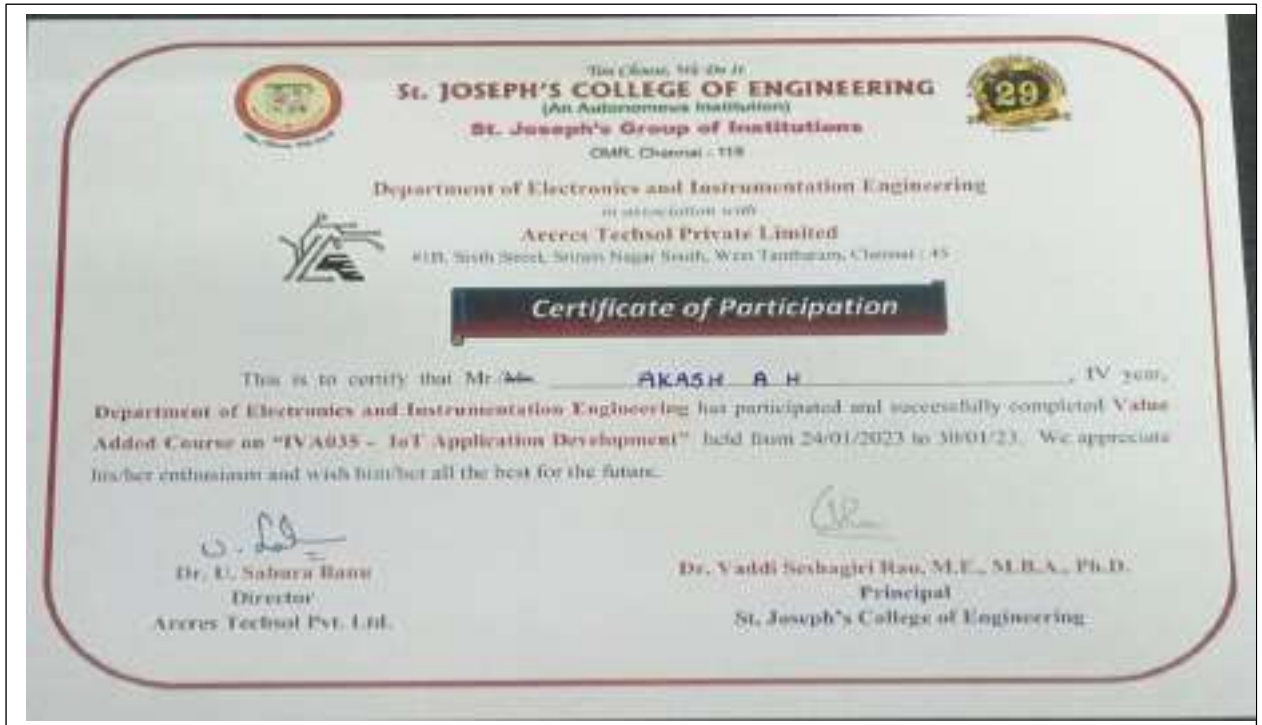 You Choose, We Do It
St. JOSEPH'S COLLEGE OF ENGINEERING
(An Autonomous Institution)
St. Joseph's Group of Institutions
OMR, Chennai - 119
29
Department of Electronics and Instrumentation Engineering
in association with
Accres Techsol Private Limited
Sixth Street, Sriram Nagar South, West Tambaram, Chennai : 45
Certificate of Participation
This is to certify that Mr./Ms. AKASH A H, IV year,
Department of Electronics and Instrumentation Engineering has participated and successfully completed Value
Added Course on "IVA035 – IoT Application Development" held from 24/01/2023 to 30/01/23. We appreciate
his/her enthusiasm and wish him/her all the best for the future.
Dr. U. Sabura Banu
Director
Accres Techsol Pvt. Ltd.
Dr. Vaddi Seshagiri Rao, M.E., M.B.A., Ph.D.
Principal
St. Joseph's College of Engineering